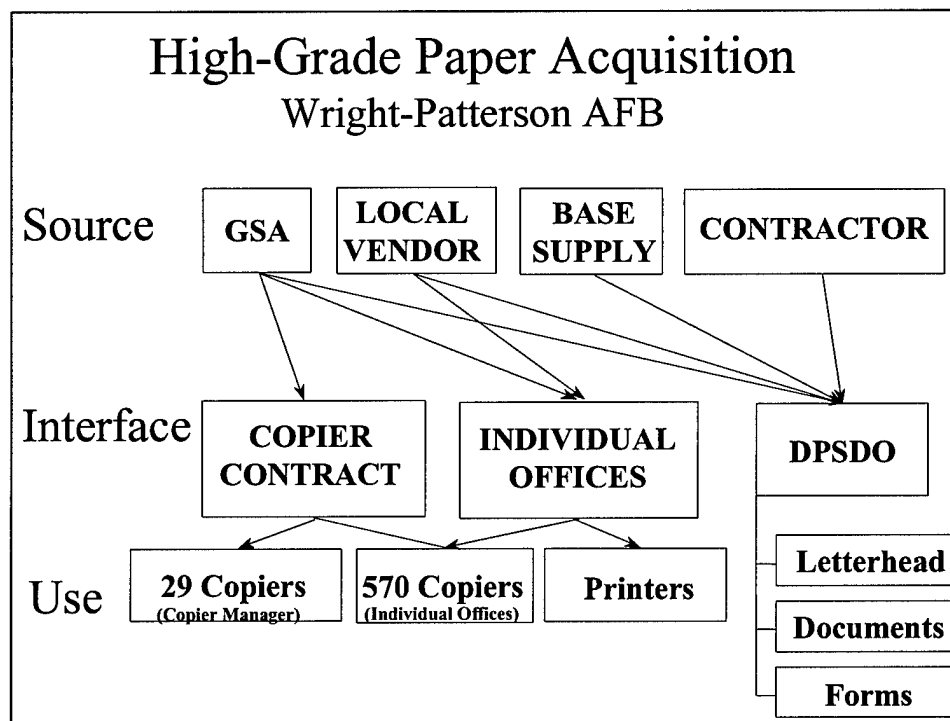 High-Grade Paper Acquisition
Wright-Patterson AFB
Source
GSA
LOCAL
VENDOR
BASE
SUPPLY
CONTRACTOR
Interface
COPIER
CONTRACT
INDIVIDUAL
OFFICES
DPSDO
Use
29 Copiers
(Copier Manager)
570 Copiers
(Individual Offices)
Printers
Letterhead
Documents
Forms